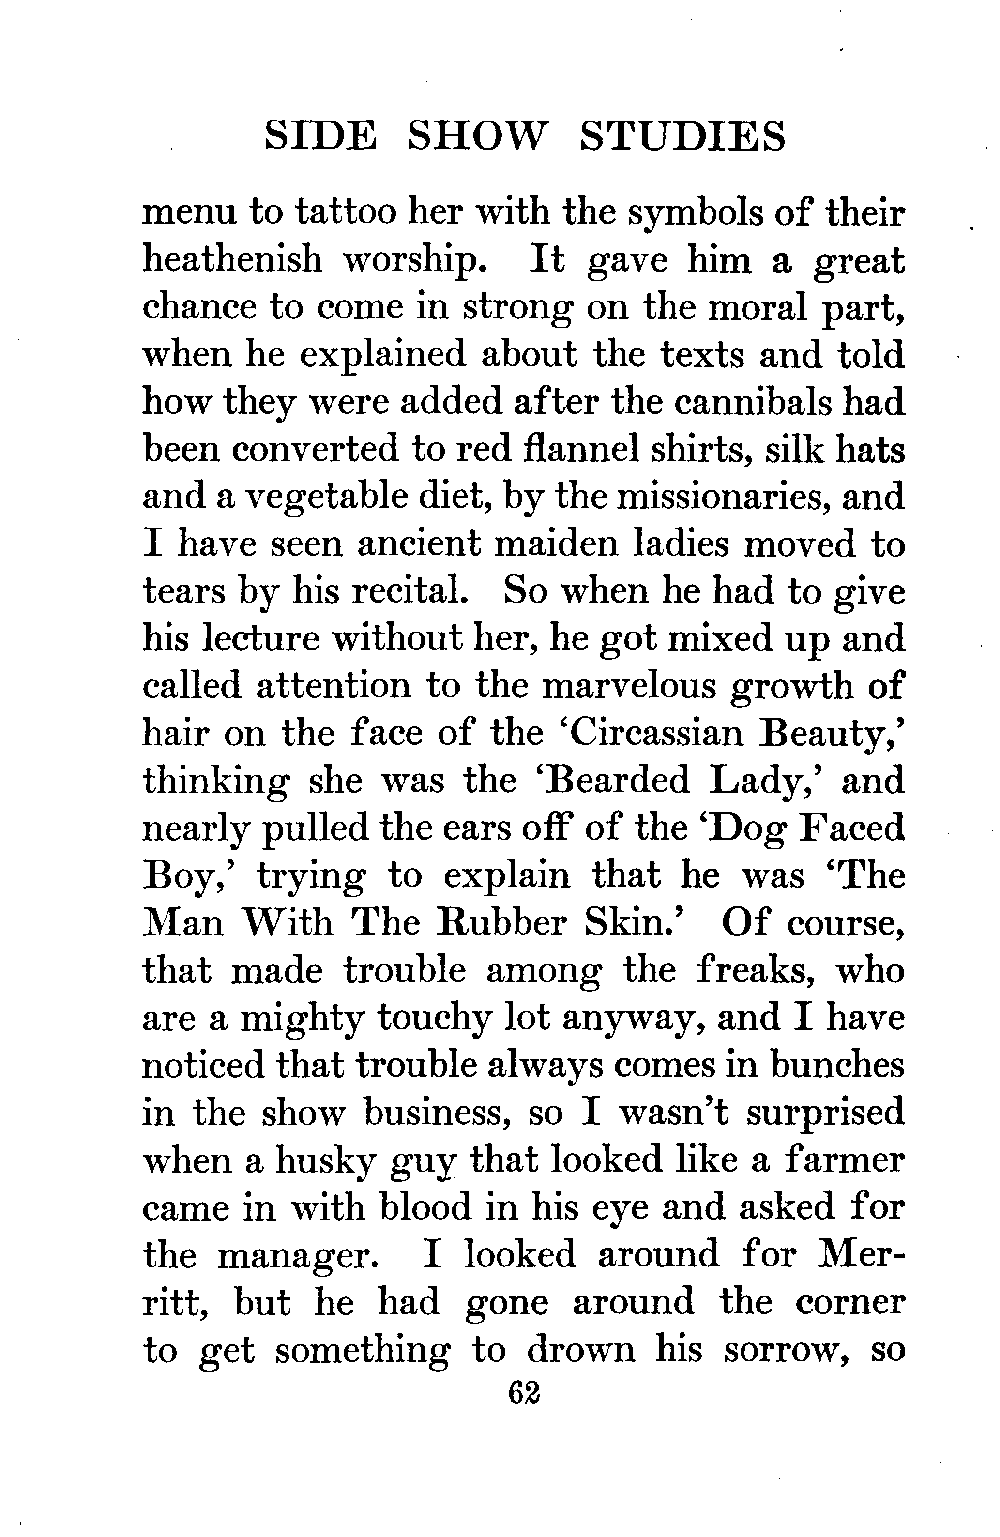 SIDE SHOW STUDIES
menu to tattoo her with the symbols of their
heathenish worship. It gave him a great
chance to come in strong on the moral part,
when he explained about the texts and told
how they were added after the cannibals had
been converted to red flannel shirts, silk hats
and a vegetable diet, by the missionaries, and
I have seen ancient maiden ladies moved to
tears by his recital. So when he had to give
his lecture without her, he got mixed up and
called attention to the marvelous growth of
hair on the face of the ‘Circassian Beauty,’
thinking she was the ‘Bearded Lady,’ and
nearly pulled the ears off of the ‘Dog Faced
Boy,’ trying to explain that he was ‘The
Man With The Rubber Skin.’ Of course,
that made trouble among the freaks, who
are a mighty touchy lot anyway, and I have
noticed that trouble always comes in bunches
in the show business, so I wasn’t surprised
when a husky guy that looked like a farmer
came in with blood in his eye and asked for
the manager. I looked around for Mer-
ritt, but he had gone around the corner
to get something to drown his sorrow, so
62